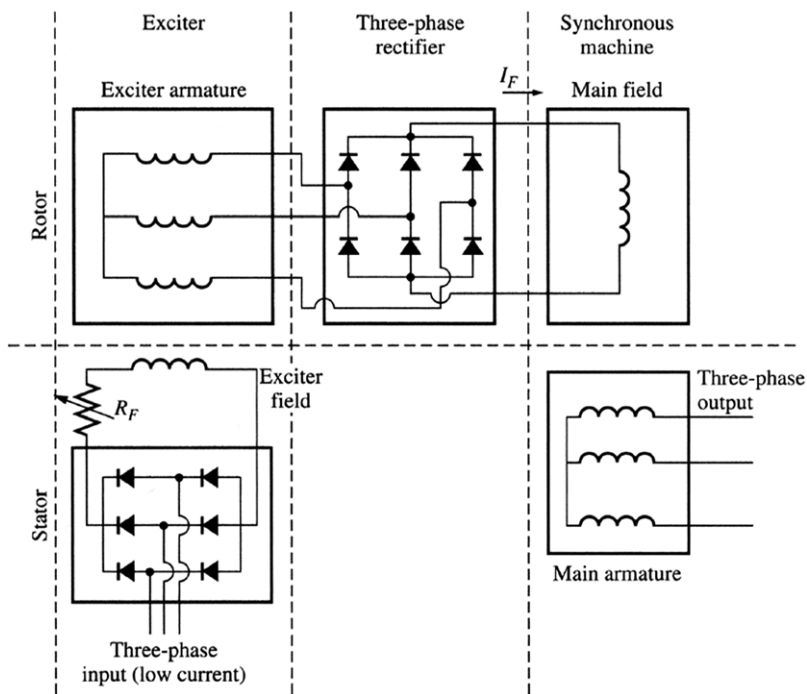 Exciter
Three-phase
rectifier
Synchronous
machine
I_F
Exciter armature
Main field
Rotor
Exciter
field
R_F
Three-phase
output
Stator
Main armature
Three-phase
input (low current)